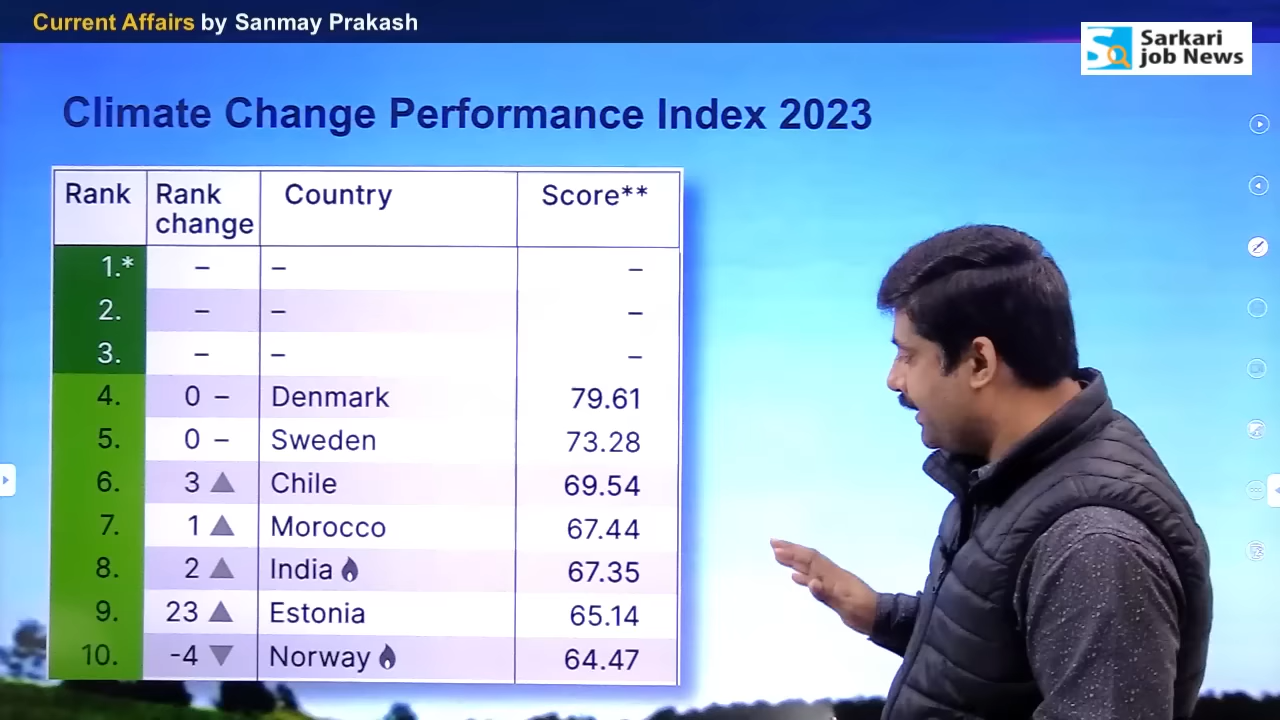 Current Affairs by Sanmay Prakash
Sarkari
job News
Climate Change Performance Index 2023
Rank Rank change Country Score**
1.* – – –
2. – – –
3. – – –
4. 0 – Denmark 79.61
5. 0 – Sweden 73.28
6. 3 ▲ Chile 69.54
7. 1 ▲ Morocco 67.44
8. 2 ▲ India 67.35
9. 23 ▲ Estonia 65.14
10. -4 ▼ Norway 64.47